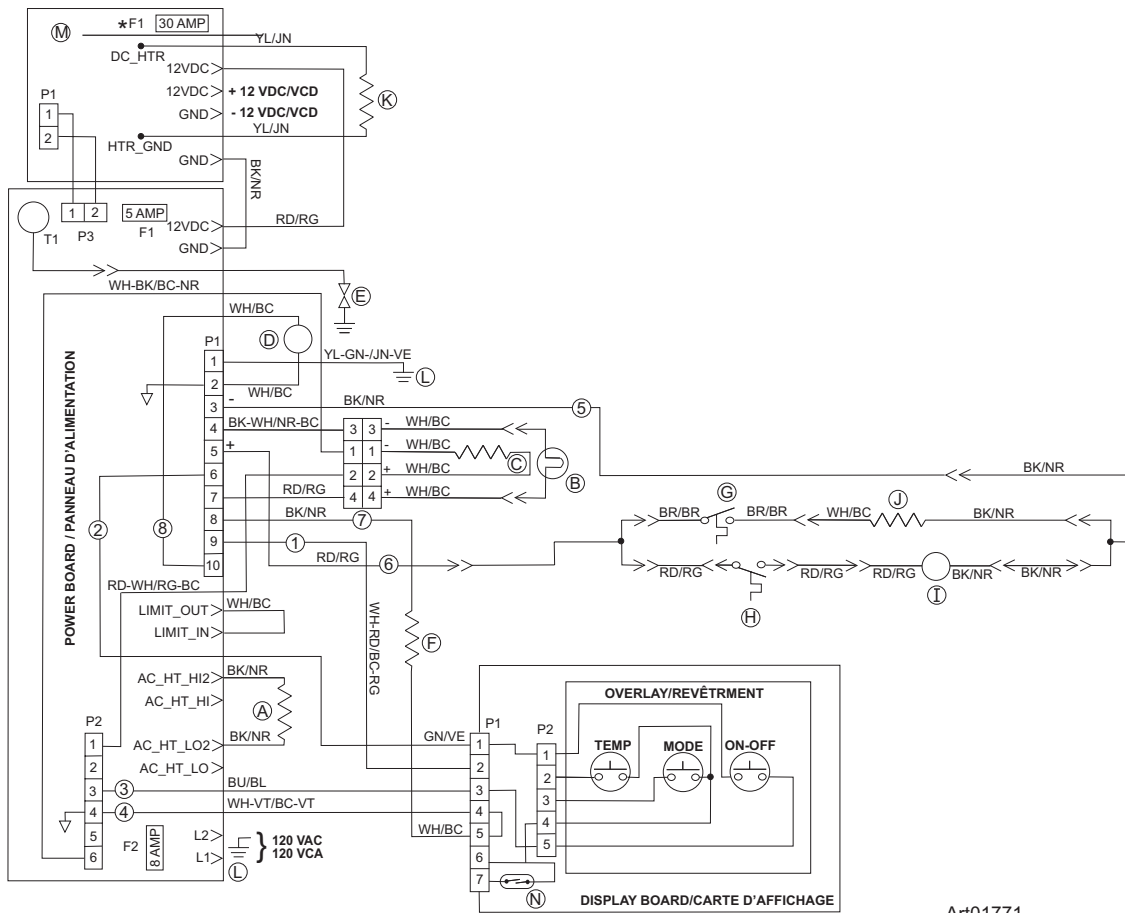 M
*F1 30 AMP
YL/JN
DC_HTR
12VDC
12VDC + 12 VDC/VCD
GND - 12 VDC/VCD
YL/JN
HTR_GND
GND
K
P1
1
2
BK/NR
T1
1 2
P3
5 AMP
F1
12VDC
RD/RG
GND
WH-BK/BC-NR
E
WH/BC
D
P1
1
2
3
4
5
6
7
8
9
10
YL-GN-/JN-VE
L
WH/BC
-
BK/NR
5
BK-WH/NR-BC
3 3 - WH/BC
+
1 1 - WH/BC
C
2 2 + WH/BC
B
RD/RG
4 4 + WH/BC
BK/NR
7
BK/NR
2
8
1
RD/RG
6
G
J
BR/BR
BR/BR
WH/BC
BK/NR
RD/RG
RD/RG
RD/RG
BK/NR
BK/NR
H
I
POWER BOARD / PANNEAU D'ALIMENTATION
RD-WH/RG-BC
LIMIT_OUT
WH/BC
LIMIT_IN
WH-RD/BC-RG
F
AC_HT_HI2
BK/NR
AC_HT_HI
A
AC_HT_LO2
BK/NR
AC_HT_LO
P2
1
2
3
4
5
6
3
BU/BL
4
WH-VT/BC-VT
F2
8 AMP
L2
L1
L
120 VAC
120 VCA
GN/VE
WH/BC
P1
1
2
3
4
5
6
7
P2
1
2
3
4
5
OVERLAY/REVÊTRMENT
TEMP
MODE
ON-OFF
N
DISPLAY BOARD/CARTE D'AFFICHAGE
Art01771